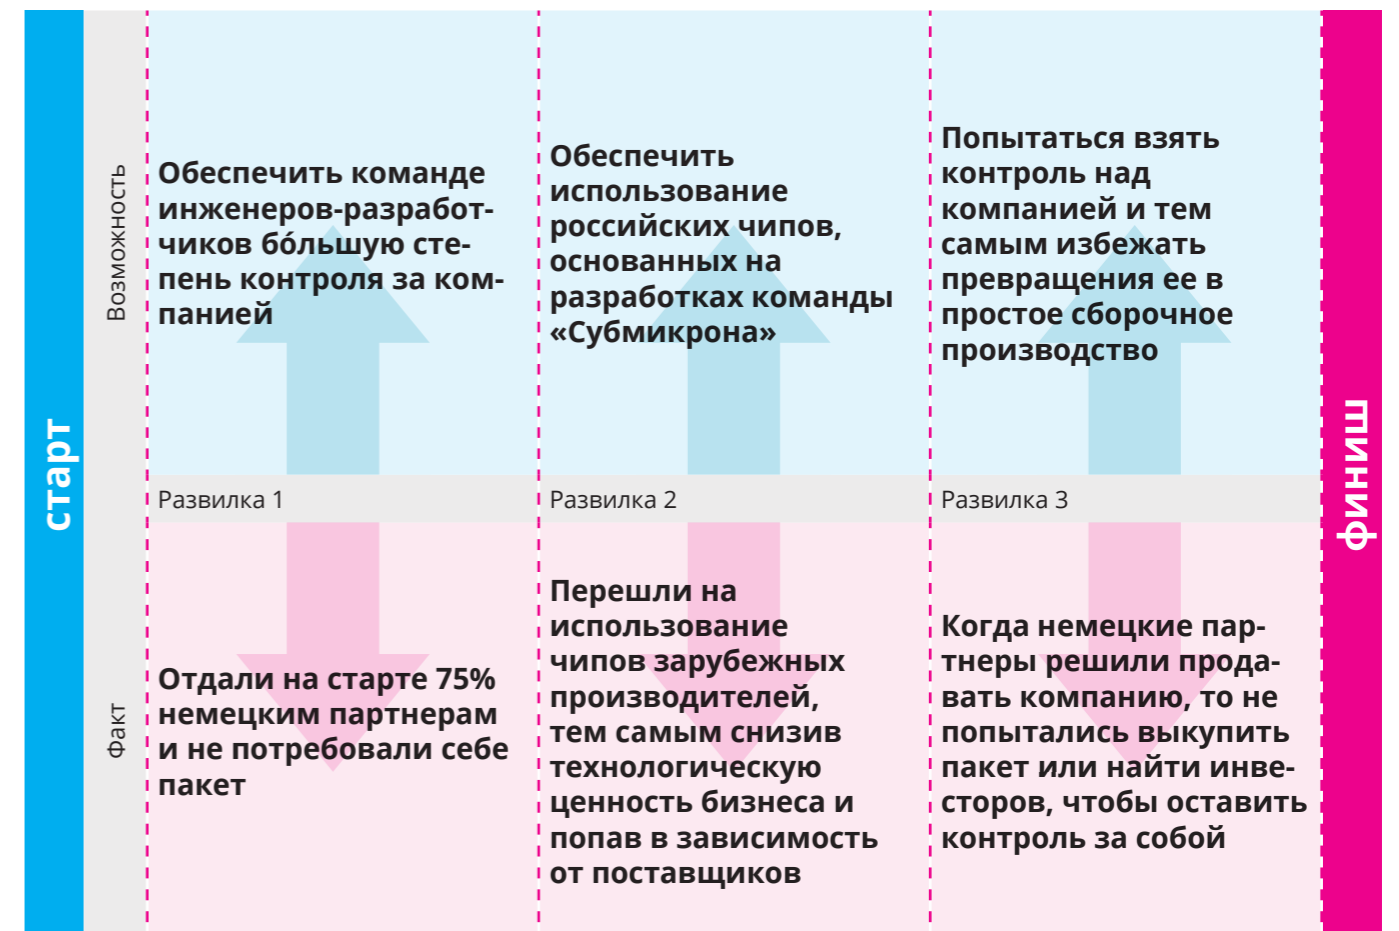 старт
Возможность
Обеспечить команде
инженеров-разработ-
чиков бо́льшую сте-
пень контроля за ком-
панией
Обеспечить
использование
российских чипов,
основанных на
разработках команды
«Субмикрона»
Попытаться взять
контроль над
компанией и тем
самым избежать
превращения ее в
простое сборочное
производство
Развилка 1
Развилка 2
Развилка 3
Факт
Отдали на старте 75%
немецким партнерам
и не потребовали себе
пакет
Перешли на
использование
чипов зарубежных
производителей,
тем самым снизив
технологическую
ценность бизнеса и
попав в зависимость
от поставщиков
Когда немецкие пар-
тнеры решили прода-
вать компанию, то не
попытались выкупить
пакет или найти инве-
сторов, чтобы оставить
контроль за собой
финиш